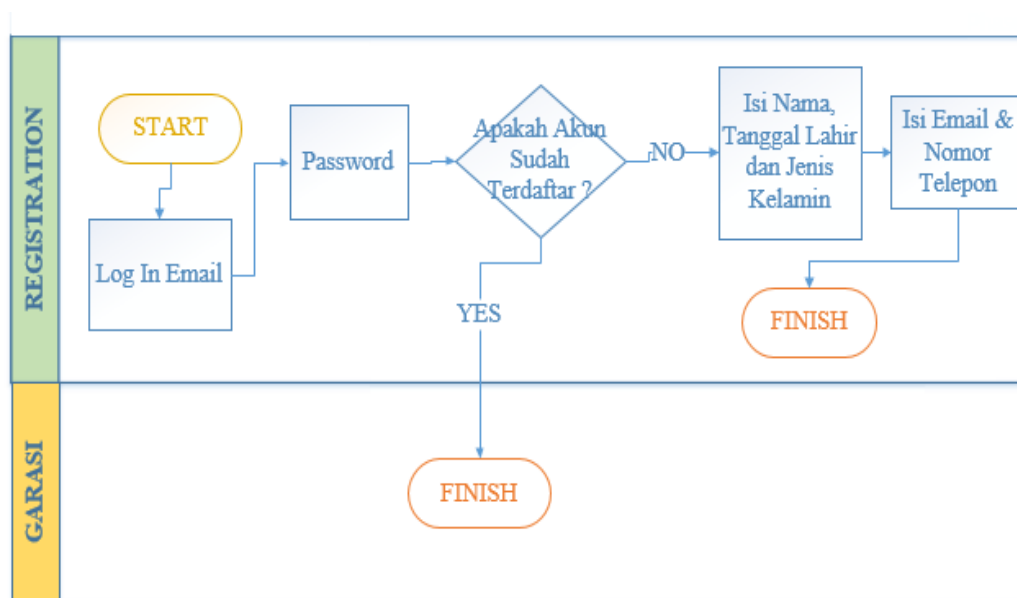 REGISTRATION
START
Log In Email
Password
Apakah Akun
Sudah
Terdaftar ?
NO
Isi Nama,
Tanggal Lahir
dan Jenis
Kelamin
Isi Email &
Nomor
Telepon
FINISH
YES
GARASI
FINISH